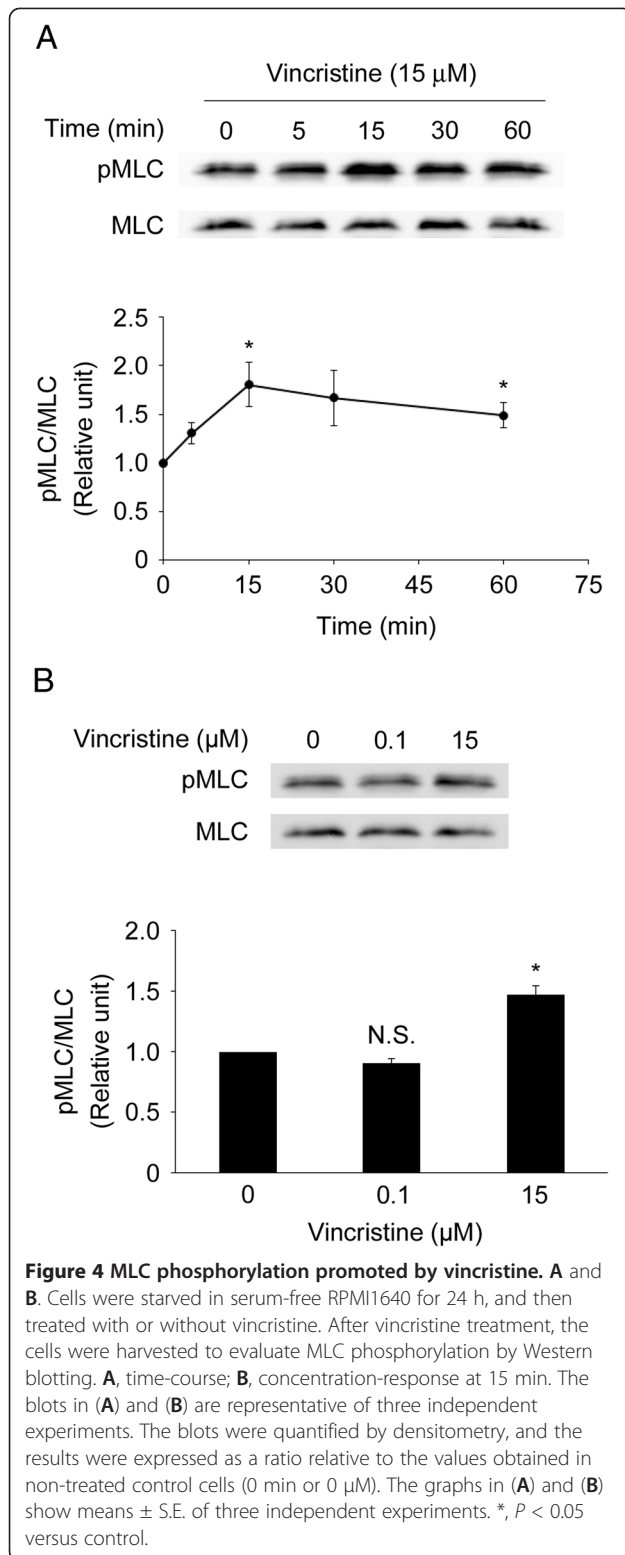 A
Vincristine (15 μM)
Time (min) 0 5 15 30 60
pMLC
MLC
2.5
2.0
1.5
1.0
0.5
0
pMLC/MLC
(Relative unit)
* *
0 15 30 45 60 75
Time (min)
B
Vincristine (µM) 0 0.1 15
pMLC
MLC
2.0
1.5
1.0
0.5
0
pMLC/MLC
(Relative unit)
N.S. *
0 0.1 15
Vincristine (µM)
Figure 4 MLC phosphorylation promoted by vincristine. A and
B. Cells were starved in serum-free RPMI1640 for 24 h, and then
treated with or without vincristine. After vincristine treatment, the
cells were harvested to evaluate MLC phosphorylation by Western
blotting. A, time-course; B, concentration-response at 15 min. The
blots in (A) and (B) are representative of three independent
experiments. The blots were quantified by densitometry, and the
results were expressed as a ratio relative to the values obtained in
non-treated control cells (0 min or 0 μM). The graphs in (A) and (B)
show means ± S.E. of three independent experiments. *, P < 0.05
versus control.